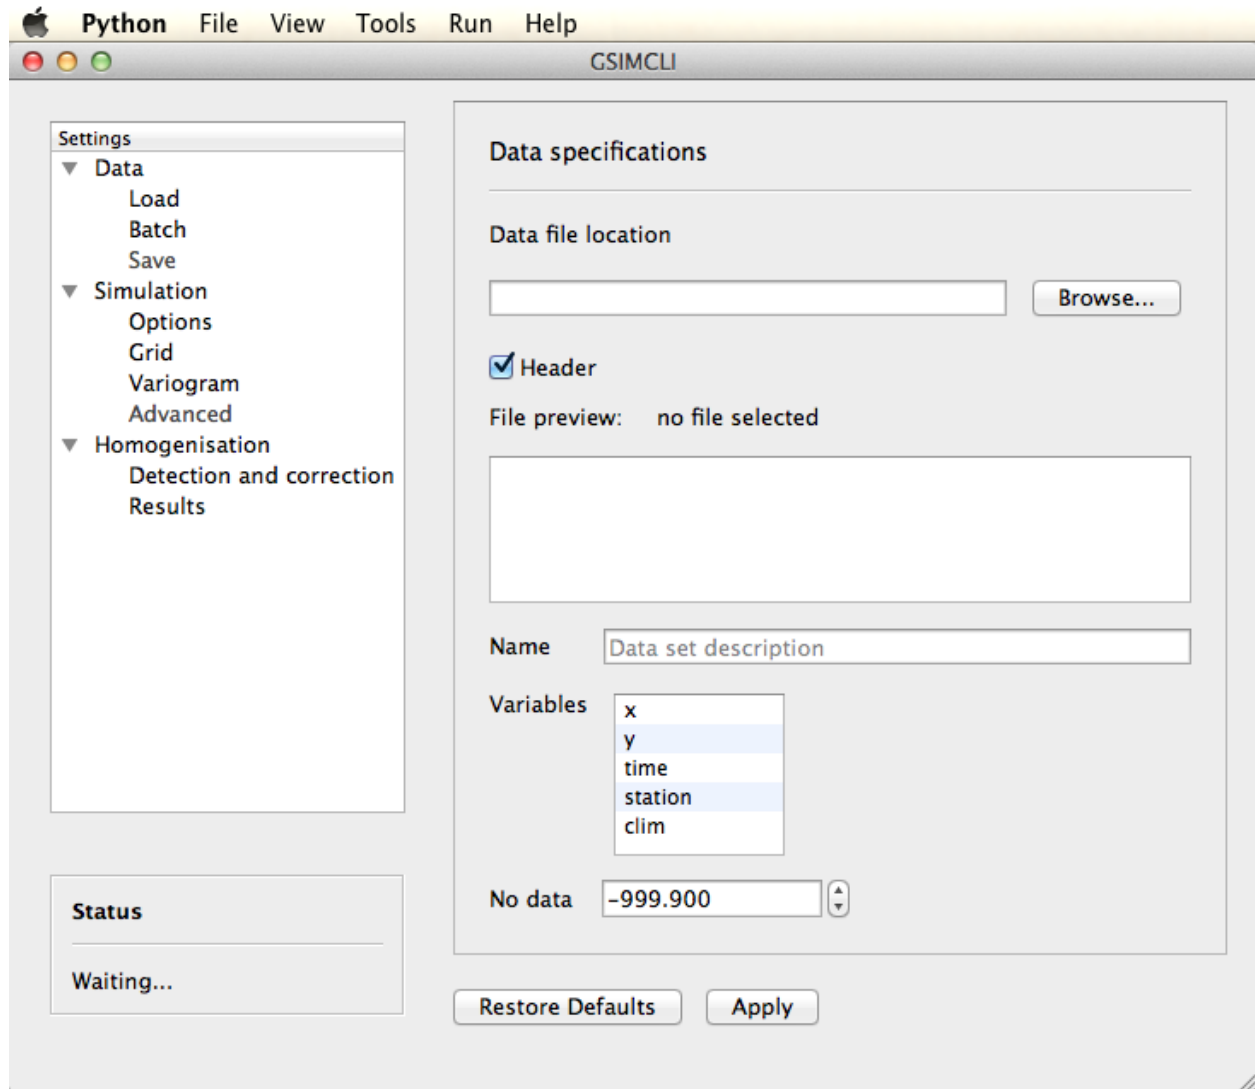 Python File View Tools Run Help
GSIMCLI
Settings
Data
Load
Batch
Save
Simulation
Options
Grid
Variogram
Advanced
Homogenisation
Detection and correction
Results
Status
Waiting...
Data specifications
Data file location
Browse...
Header
File preview: no file selected
Name Data set description
Variables
x
y
time
station
clim
No data -999.900
Restore Defaults Apply